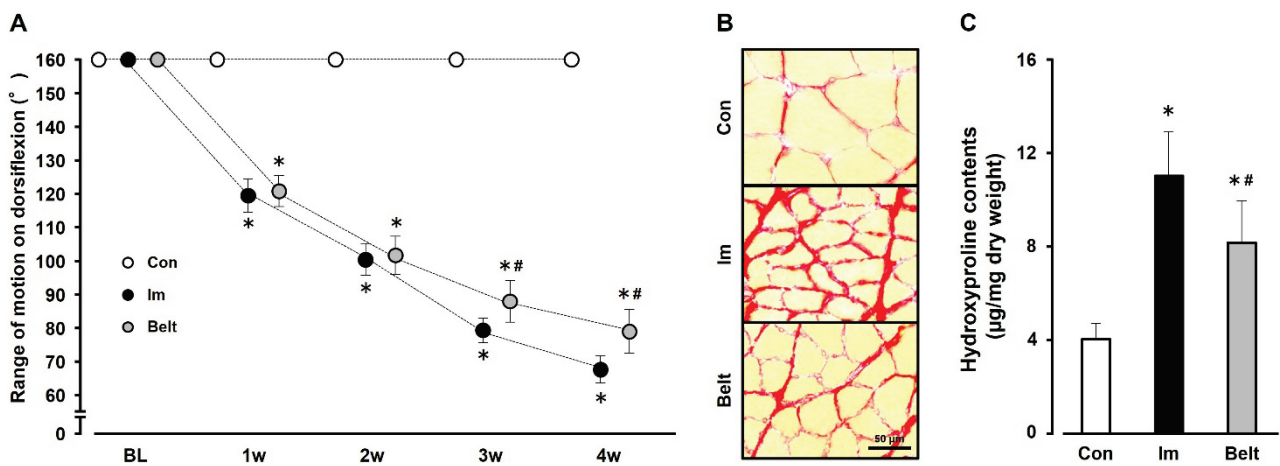 A
Range of motion on dorsiflexion (°)
160
150
140
130
120
110
100
90
80
70
60
0
* * * * *# * *# *
Con
Im
Belt
BL 1w 2w 3w 4w
B
Con
Im
Belt
50 μm
C
Hydroxyproline contents
(μg/mg dry weight)
16
12
8
4
0
*
*#
Con Im Belt